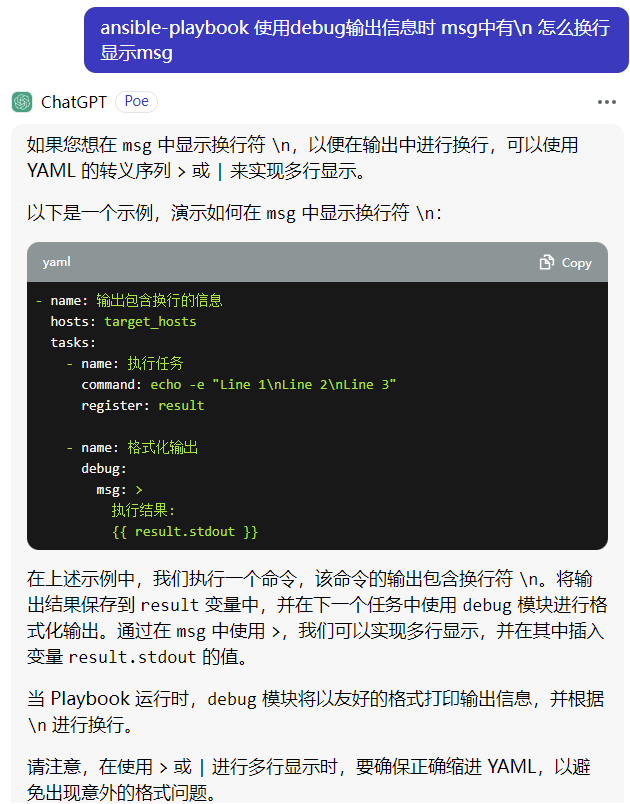 ansible-playbook 使用debug输出信息时 msg中有\n 怎么换行
显示msg
ChatGPT Poe
如果您想在 msg 中显示换行符 \n，以便在输出中进行换行，可以使用
YAML 的转义序列 > 或 | 来实现多行显示。
以下是一个示例，演示如何在 msg 中显示换行符 \n：
yaml Copy
- name: 输出包含换行的信息
hosts: target_hosts
tasks:
- name: 执行任务
command: echo -e "Line 1\nLine 2\nLine 3"
register: result
- name: 格式化输出
debug:
msg: >
执行结果:
{{ result.stdout }}
在上述示例中，我们执行一个命令，该命令的输出包含换行符 \n。将输
出结果保存到 result 变量中，并在下一个任务中使用 debug 模块进行格
式化输出。通过在 msg 中使用 >，我们可以实现多行显示，并在其中插入
变量 result.stdout 的值。
当 Playbook 运行时，debug 模块将以友好的格式打印输出信息，并根据
\n 进行换行。
请注意，在使用 > 或 | 进行多行显示时，要确保正确缩进 YAML，以避
免出现意外的格式问题。